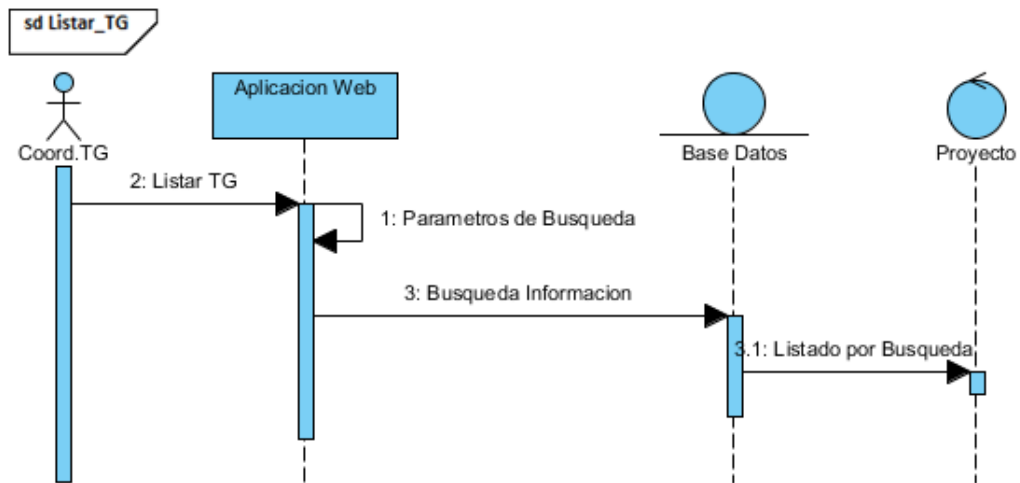 sd Listar_TG
Aplicacion Web
Coord.TG
Base Datos
Proyecto
2: Listar TG
1: Parametros de Busqueda
3: Busqueda Informacion
3.1: Listado por Busqueda